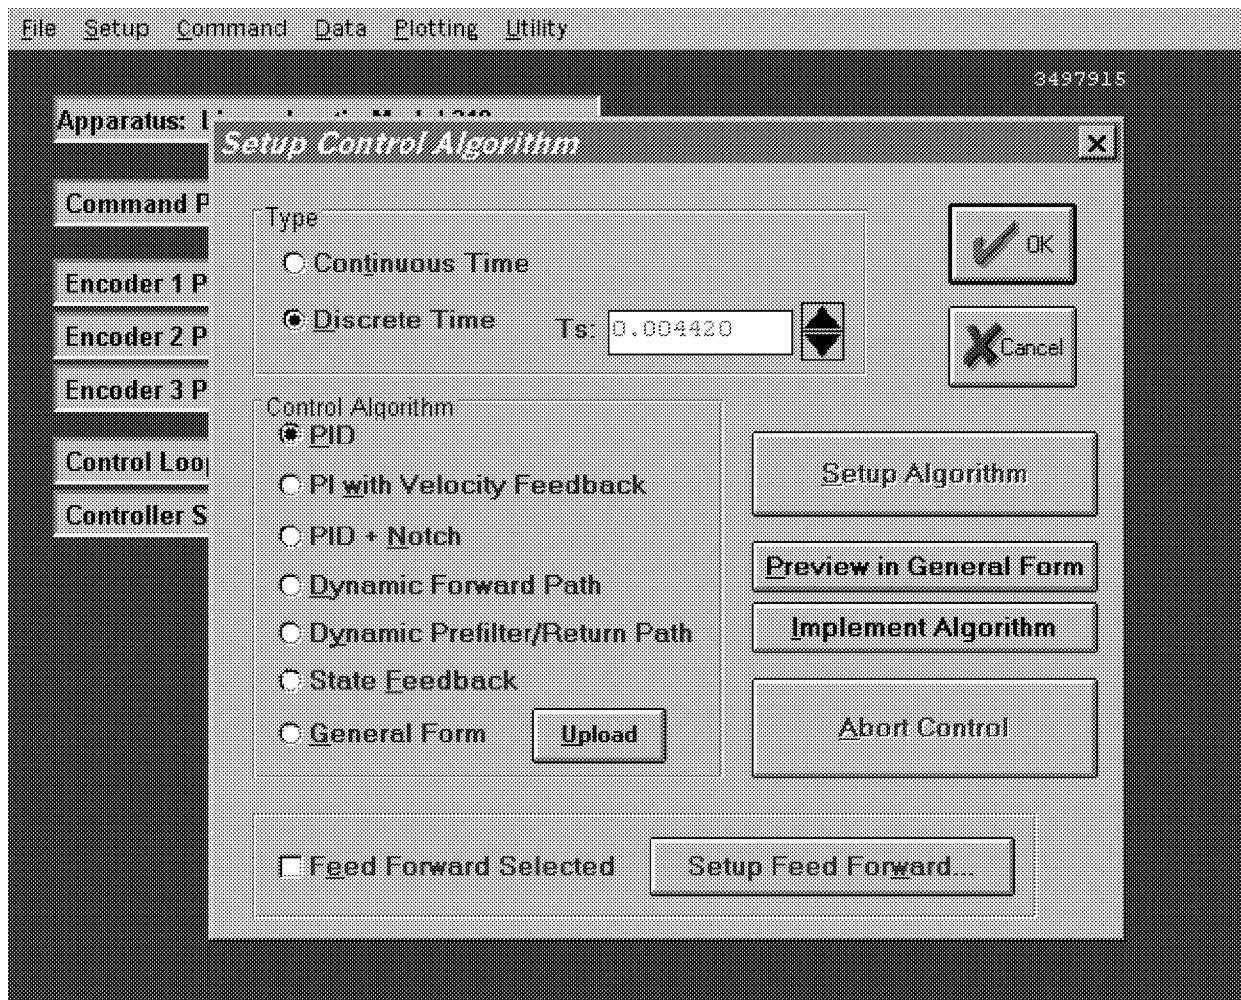 File Setup Command Data Plotting Utility
3497915
Apparatus:
Setup Control Algorithm
Command P
Type
OK
Continuous Time
Encoder 1 P
Discrete Time Ts: 0.004420
Encoder 2 P
Cancel
Encoder 3 P
Control Algorithm
PID
Control Loop
Setup Algorithm
PI with Velocity Feedback
Controller S
PID + Notch
Preview in General Form
Dynamic Forward Path
Implement Algorithm
Dynamic Prefilter/Return Path
State Feedback
General Form Upload
Abort Control
Feed Forward Selected Setup Feed Forward...